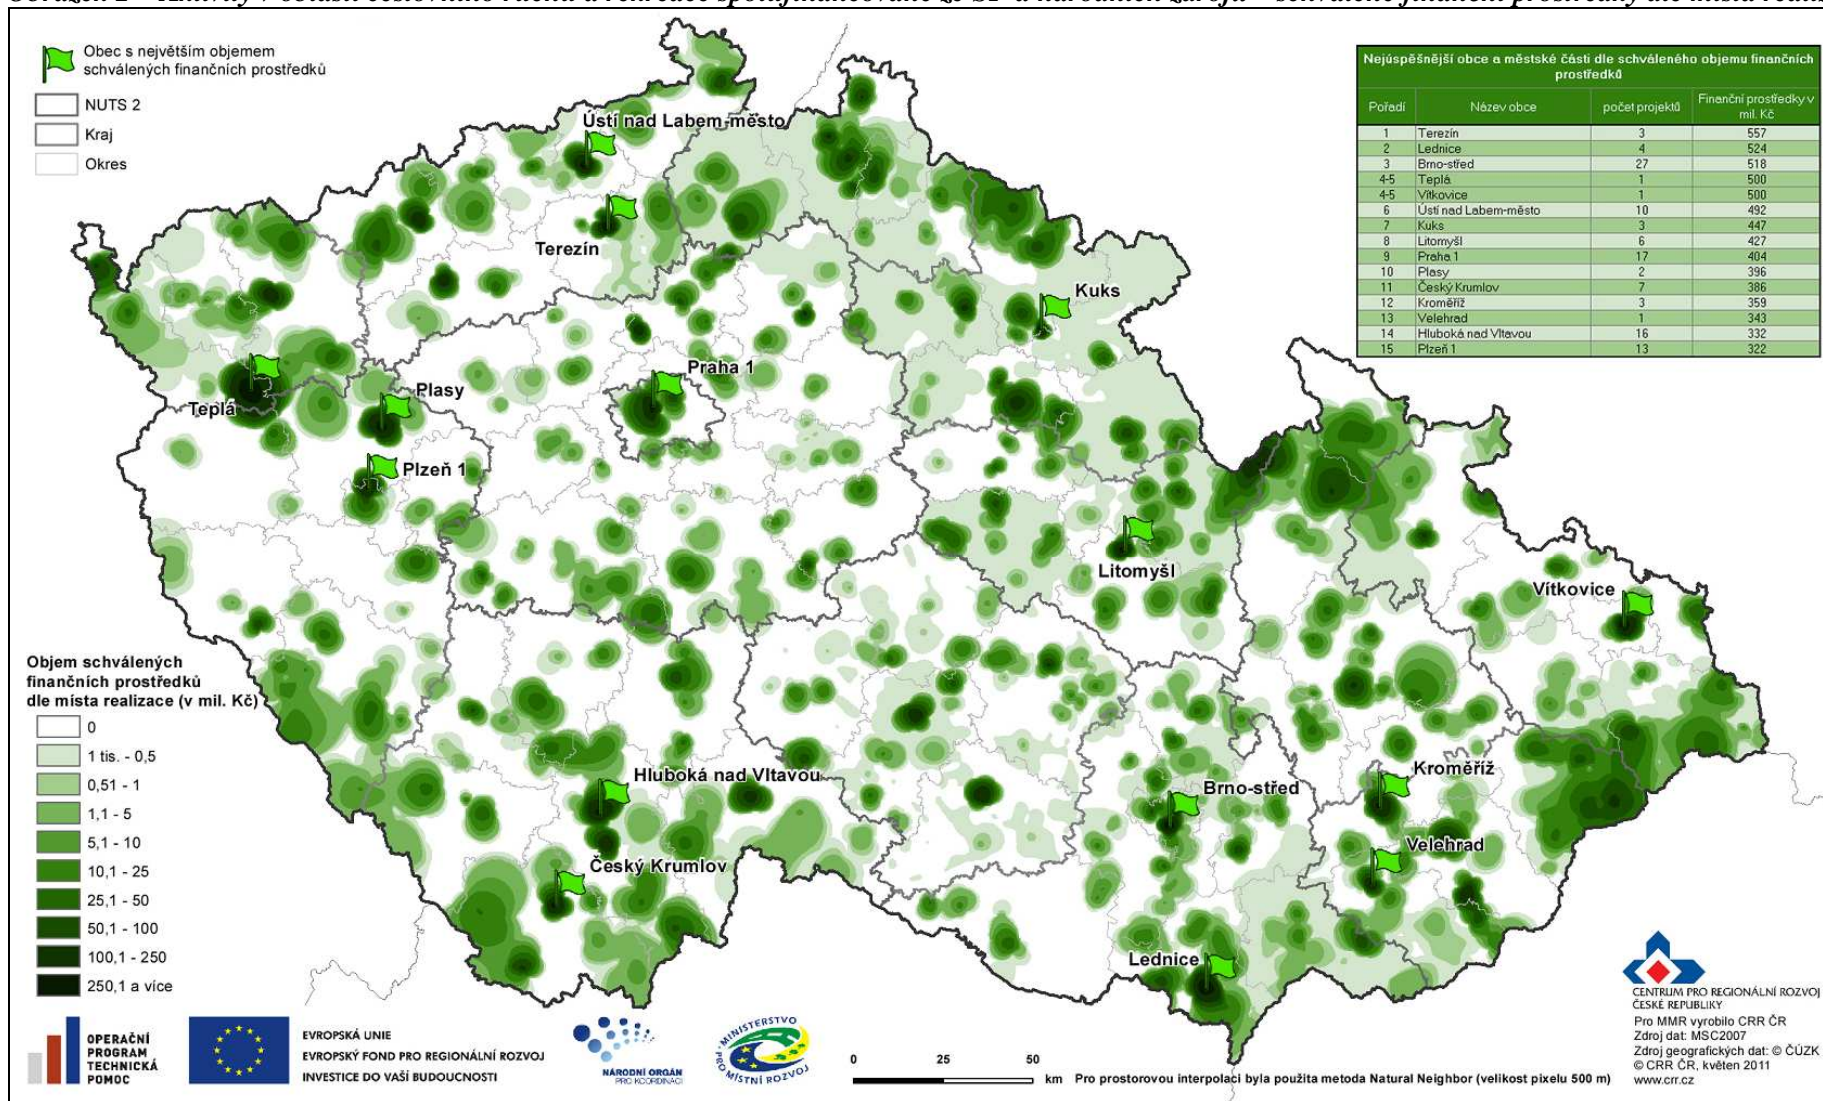 Obec s největším objemem
schválených finančních prostředků
NUTS 2
Kraj
Okres
Nejúspěšnější obce a městské části dle schváleného objemu finančních
prostředků
Pořadí Název obce počet projektů Finanční prostředky v
mil. Kč
1 Terezín 3 557
2 Lednice 4 524
3 Brno-střed 27 518
4-5 Teplá 1 500
4-5 Vítkovice 1 500
6 Ústí nad Labem-město 10 492
7 Kuks 3 447
8 Litomyšl 6 427
9 Praha 1 17 404
10 Plasy 2 396
11 Český Krumlov 7 386
12 Kroměříž 3 359
13 Velehrad 1 343
14 Hluboká nad Vltavou 16 332
15 Plzeň 1 13 322
Ústí nad Labem-město
Terezín
Kuks
Praha 1
Plasy
Teplá
Plzeň 1
Litomyšl
Vítkovice
Hluboká nad Vltavou
Kroměříž
Brno-střed
Velehrad
Český Krumlov
Lednice
Objem schválených
finančních prostředků
dle místa realizace (v mil. Kč)
0
1 tis. - 0,5
0,51 - 1
1,1 - 5
5,1 - 10
10,1 - 25
25,1 - 50
50,1 - 100
100,1 - 250
250,1 a více
OPERAČNÍ
PROGRAM
TECHNICKÁ
POMOC
EVROPSKÁ UNIE
EVROPSKÝ FOND PRO REGIONÁLNÍ ROZVOJ
INVESTICE DO VAŠÍ BUDOUCNOSTI
NÁRODNÍ ORGÁN
PRO KOORDINACI
MINISTERSTVO
PRO MÍSTNÍ ROZVOJ
0 25 50
km Pro prostorovou interpolaci byla použita metoda Natural Neighbor (velikost pixelu 500 m)
CENTRUM PRO REGIONÁLNÍ ROZVOJ
ČESKÉ REPUBLIKY
Pro MMR vyrobilo CRR ČR
Zdroj dat: MSC2007
Zdroj geografických dat: © ČÚZK
© CRR ČR, květen 2011
www.crr.cz